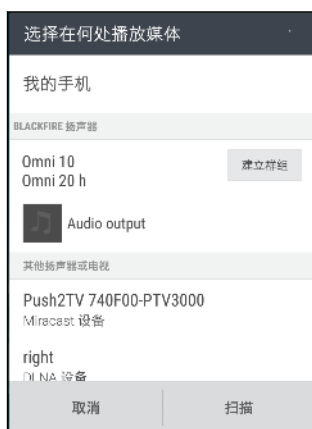 选择在何处播放媒体
我的手机
BLACKFIRE 扬声器
Omni 10
Omni 20 h
建立群组
Audio output
其他扬声器或电视
Push2TV 740F00-PTV3000
Miracast 设备
right
DLNA 设备
取消
扫描